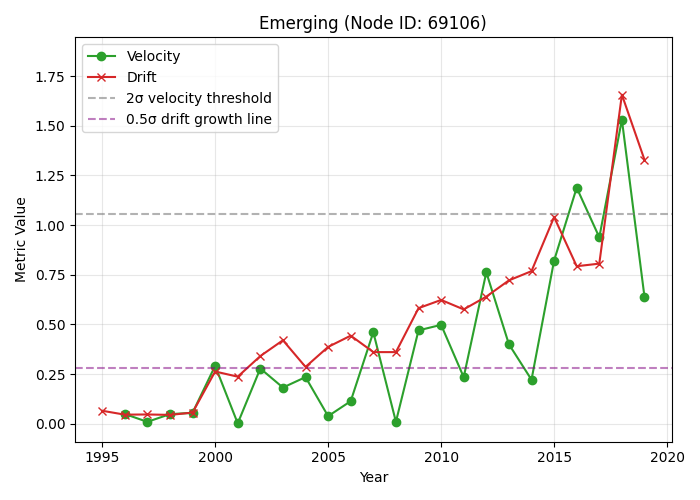 Emerging (Node ID: 69106)
Velocity
Drift
2σ velocity threshold
0.5σ drift growth line
Metric Value
1.75
1.50
1.25
1.00
0.75
0.50
0.25
0.00
1995
2000
2005
2010
2015
2020
Year